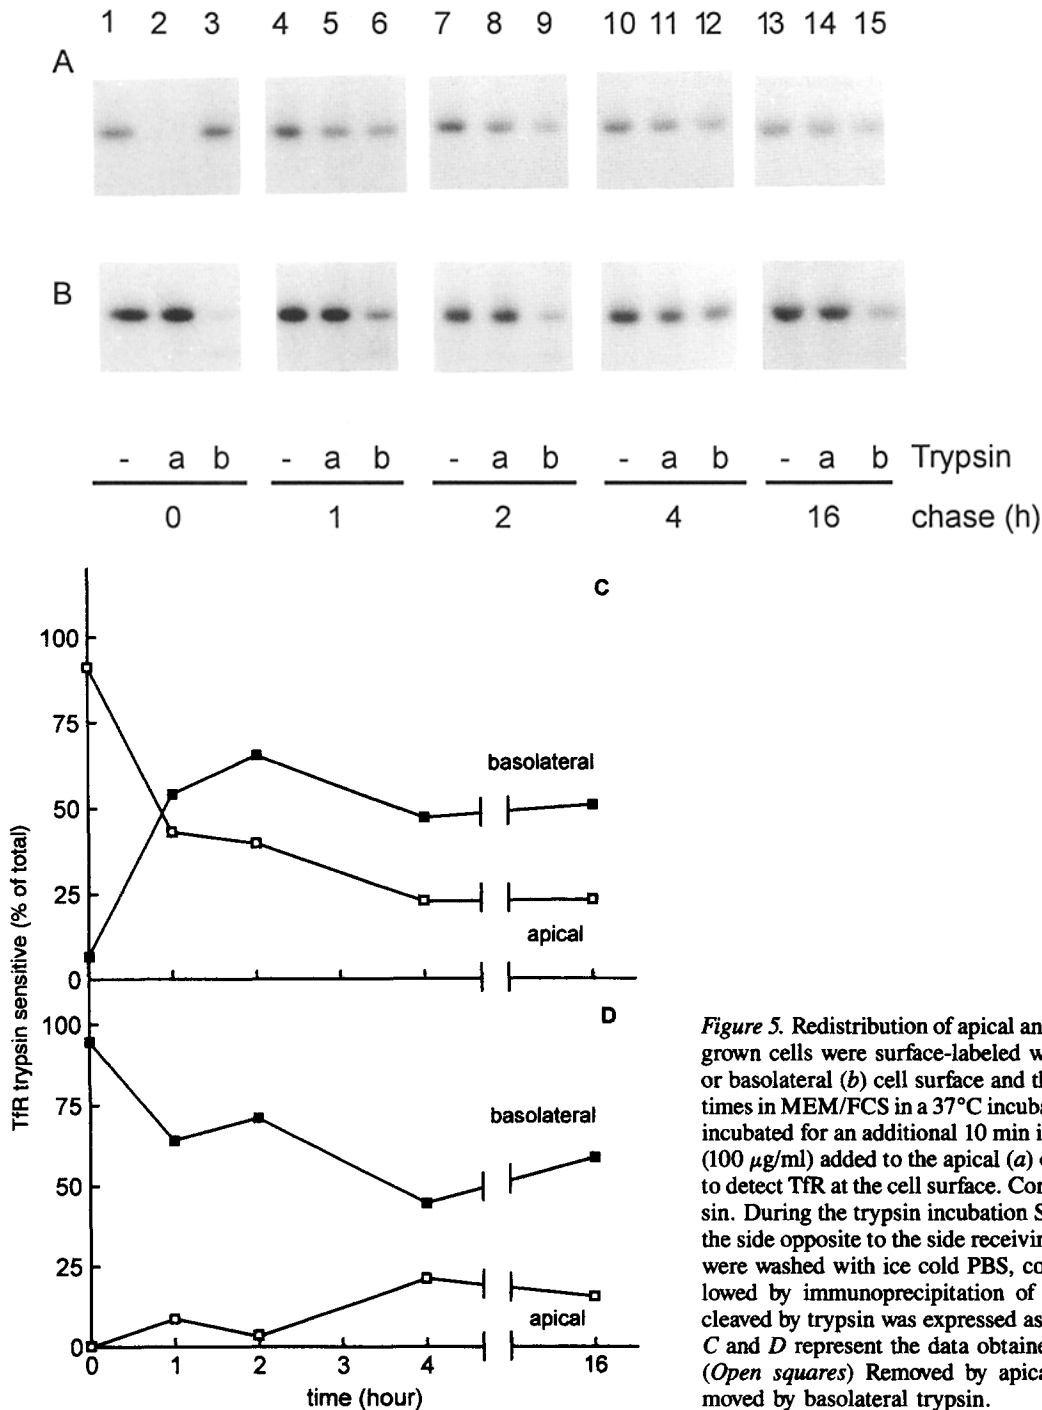 1 2 3 4 5 6 7 8 9 10 11 12 13 14 15
A
B
- a b - a b - a b - a b - a b Trypsin
0 1 2 4 16 chase (h)
C
100
75
50
25
0
basolateral
apical
TfR trypsin sensitive (% of total)
D
100
75
50
25
0
basolateral
apical
0 1 2 3 4 16
time (hour)
Figure 5. Redistribution of apical an
grown cells were surface-labeled w
or basolateral (b) cell surface and th
times in MEM/FCS in a 37°C incuba
incubated for an additional 10 min i
(100 μg/ml) added to the apical (a) o
to detect TfR at the cell surface. Con
sin. During the trypsin incubation S
the side opposite to the side receivin
were washed with ice cold PBS, co
lowed by immunoprecipitation of
cleaved by trypsin was expressed as
C and D represent the data obtaine
(Open squares) Removed by apica
moved by basolateral trypsin.